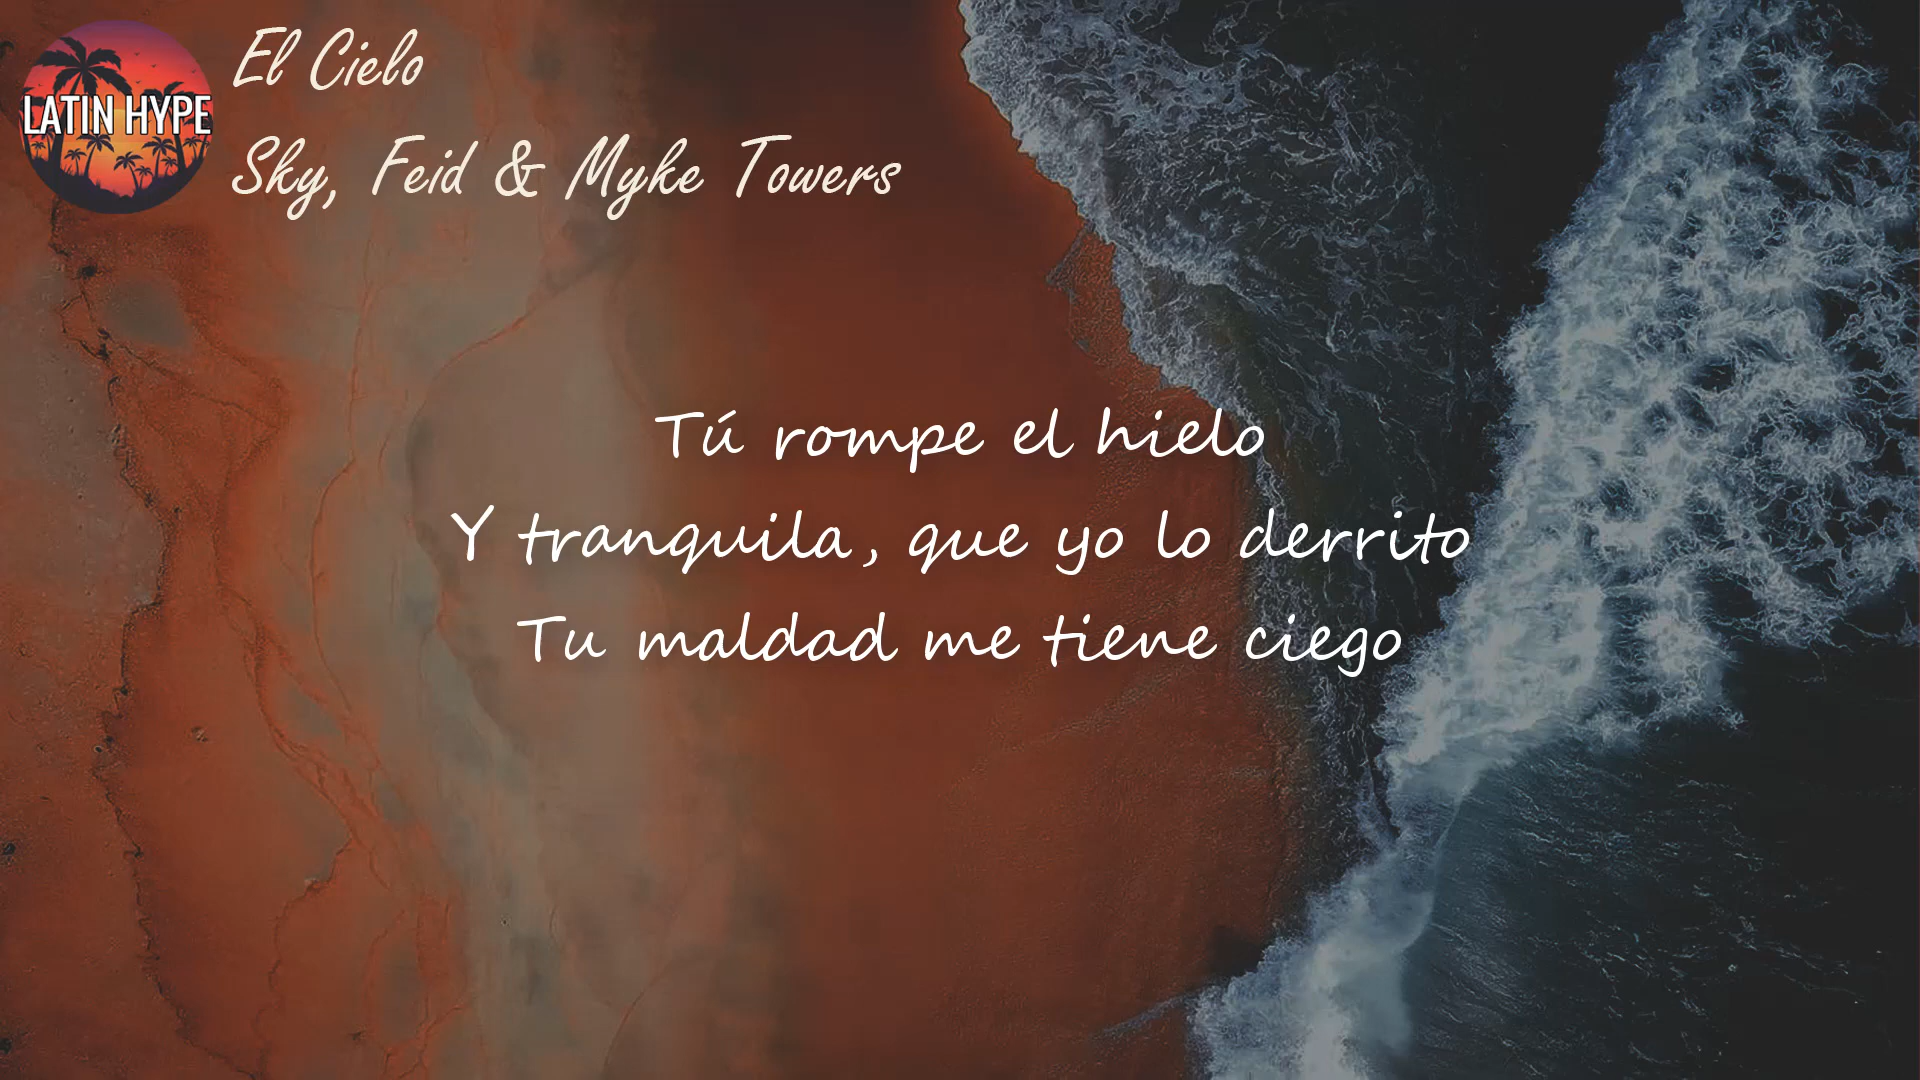 El Cielo
LATIN HYPE
Sky, Feid & Myke Towers
Tú rompe el hielo
Y tranquila, que yo lo derrito
Tu maldad me tiene ciego